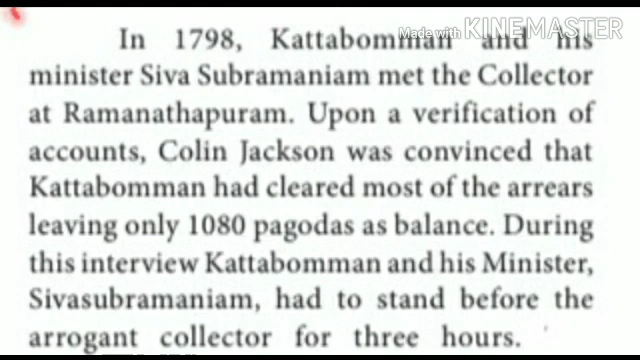 Made with KINEMASTER
In 1798, Kattabomman and his
minister Siva Subramaniam met the Collector
at Ramanathapuram. Upon a verification of
accounts, Colin Jackson was convinced that
Kattabomman had cleared most of the arrears
leaving only 1080 pagodas as balance. During
this interview Kattabomman and his Minister,
Sivasubramaniam, had to stand before the
arrogant collector for three hours.